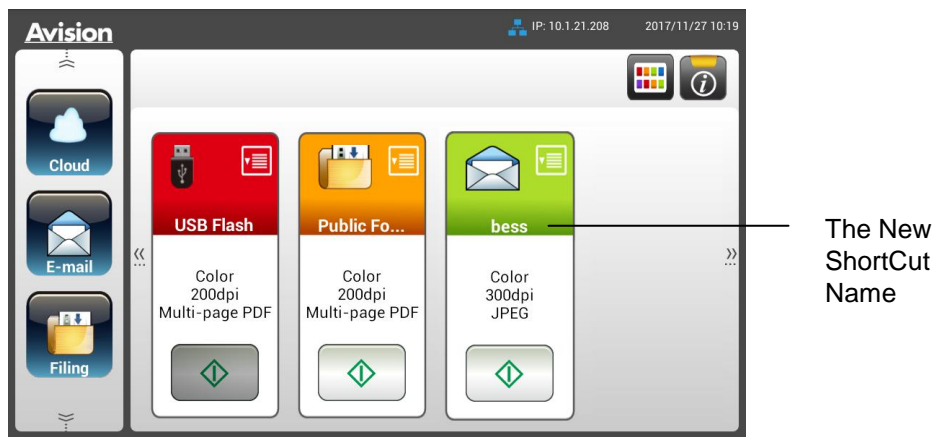 Avision
IP: 10.1.21.208
2017/11/27 10:19
Cloud
E-mail
Filing
USB Flash
Color
200dpi
Multi-page PDF
Public Fo...
Color
200dpi
Multi-page PDF
bess
Color
300dpi
JPEG
The New
ShortCut
Name